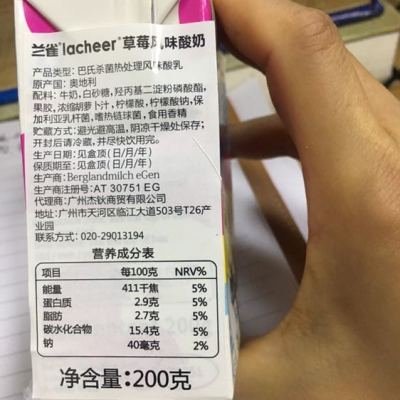 兰雀®lacheer®草莓风味酸奶
产品类型：巴氏杀菌热处理风味酸乳
原产国：奥地利
配料：牛奶，白砂糖，羟丙基二淀粉磷酸酯，
果胶，浓缩胡萝卜汁，柠檬酸，柠檬酸钠，保
加利亚乳杆菌，嗜热链球菌，食用香精
贮藏方式：避光避高温，阴凉干燥处保存；
开封后请冷藏，并尽快饮用完。
生产日期：见盒顶(日/月/年)
保质期至：见盒顶(日/月/年)
生产商：Berglandmilch eGen
生产商注册号：AT 30751 EG
代理商：广州杰钬商贸有限公司
地址：广州市天河区临江大道503号T26产
业园
联系方式：020-29013194
营养成分表
项目 每100克 NRV%
能量 411千焦 5%
蛋白质 2.9克 5%
脂肪 2.7克 5%
碳水化合物 15.4克 5%
钠 40毫克 2%
净含量：200克